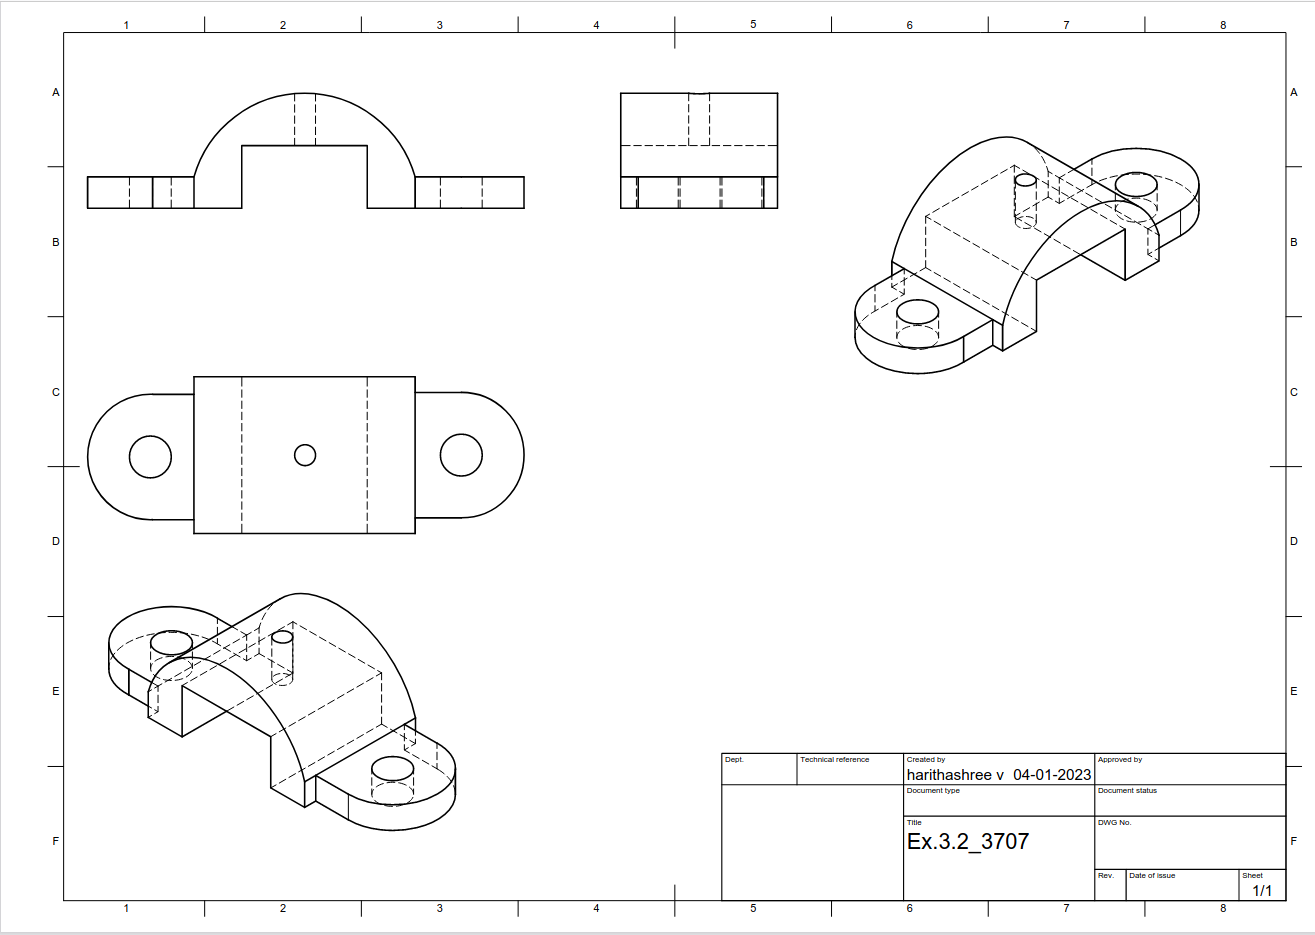 1 2 3 4 5 6 7 8
A A
B B
C C
D D
E E
F F
Dept. Technical reference Created by Approved by
harithashree v 04-01-2023
Document type Document status
Title DWG No.
Ex.3.2_3707
Rev. Date of issue Sheet
1/1
1 2 3 4 5 6 7 8